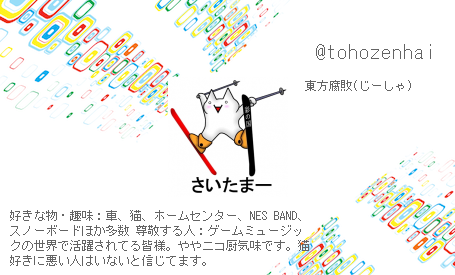 @tohozenhai
東方腐敗(じーしゃ)
さいたまー
好きな物・趣味：車、猫、ホームセンター、NES BAND、
スノーボードほか多数 尊敬する人：ゲームミュージッ
クの世界で活躍されてる皆様。ややニコ厨気味です。猫
好きに悪い人はいないと信じてます。